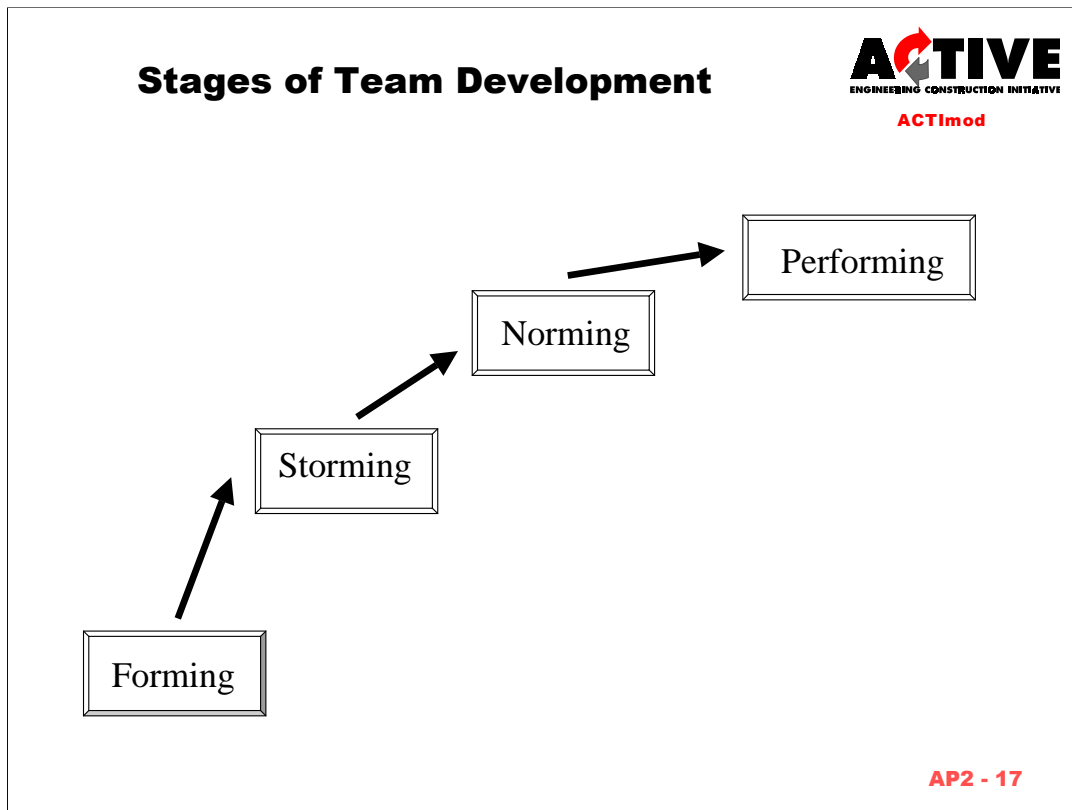 Stages of Team Development
ACTIVE
ENGINEERING CONSTRUCTION INITIATIVE
ACTImod
Performing
Norming
Storming
Forming
AP2 - 17